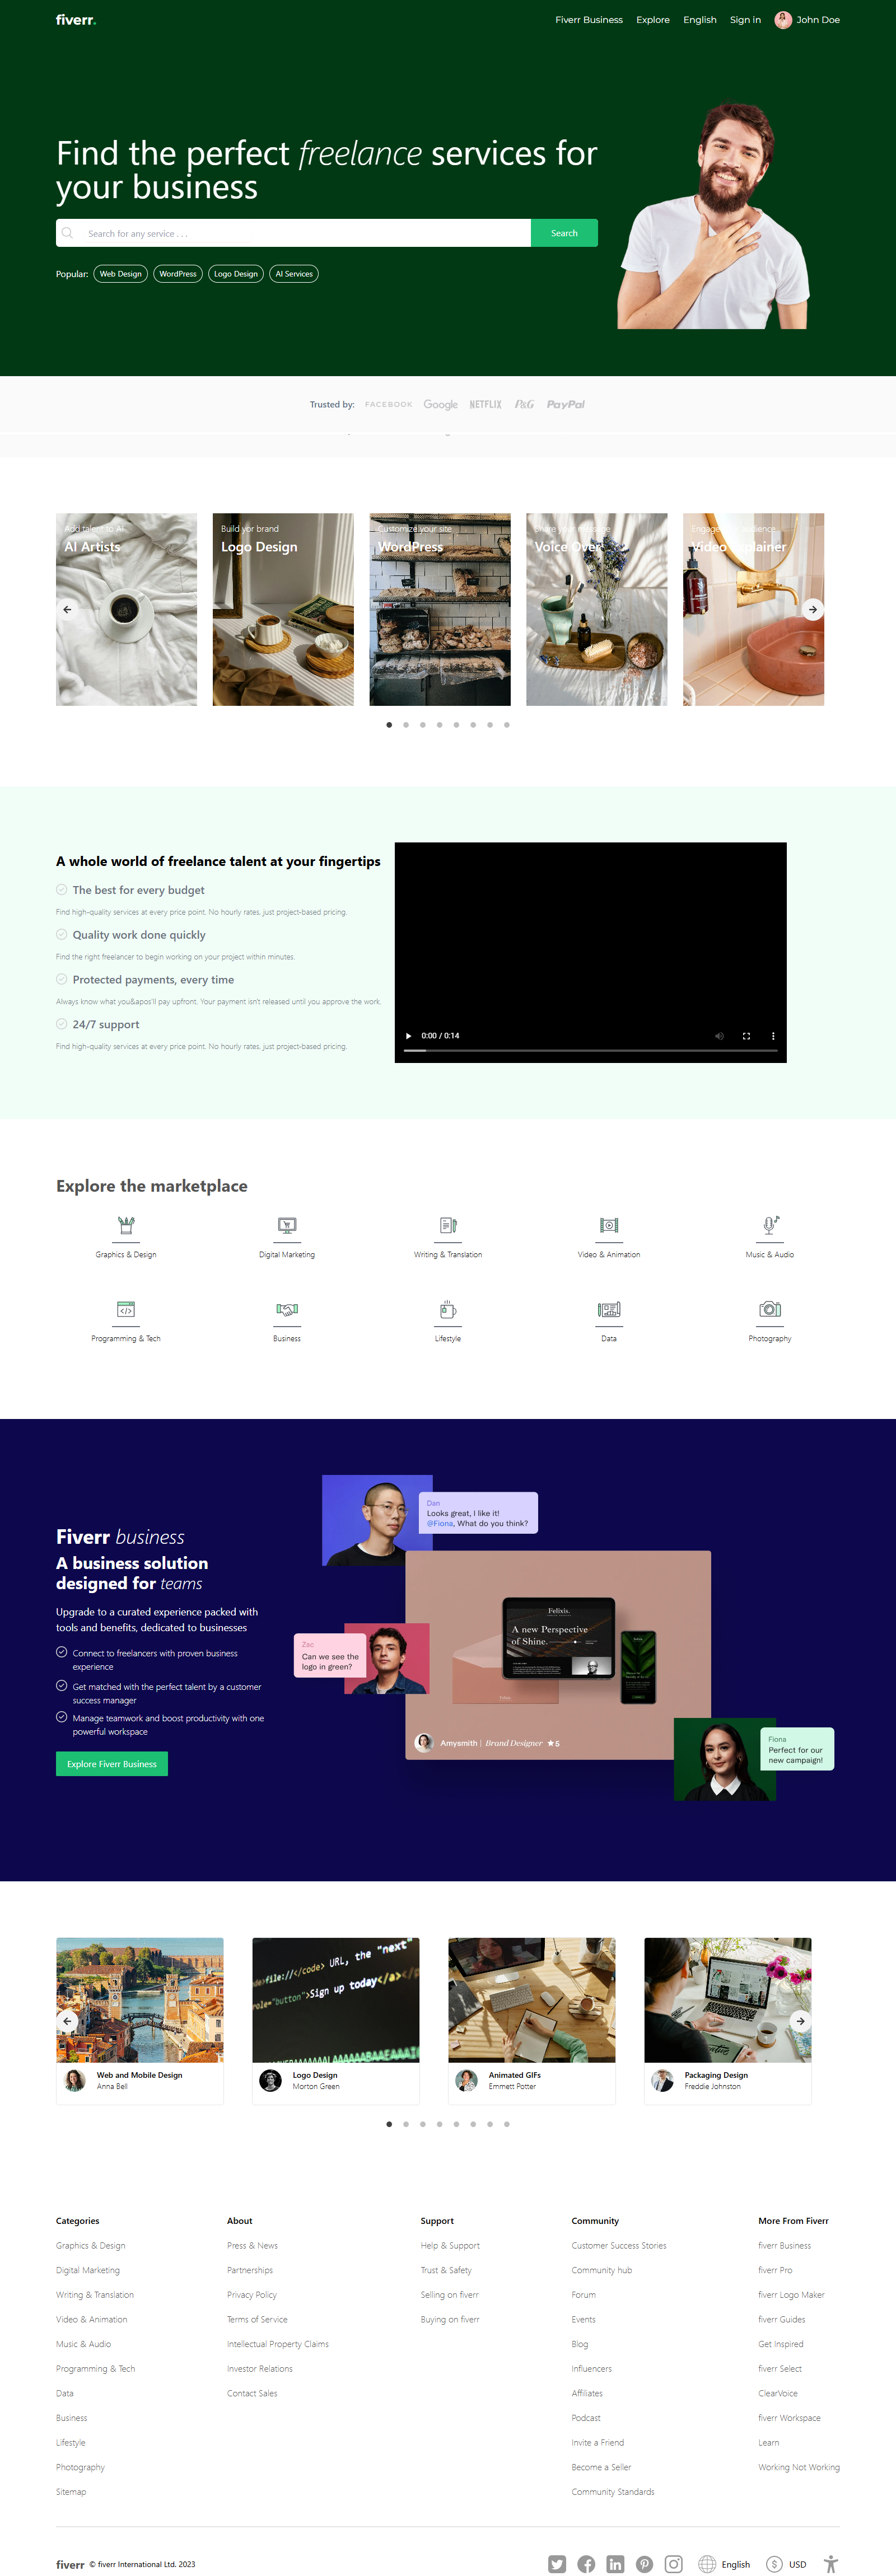 fiverr.
Fiverr Business Explore English Sign in John Doe
Find the perfect freelance services for
your business
Search for any service . . .
Search
Popular: Web Design WordPress Logo Design AI Services
Trusted by: FACEBOOK Google NETFLIX P&G PayPal
Add talent to AI
AI Artists
Build yor brand
Logo Design
Customize your site
WordPress
Share your message
Voice Over
Engage your audience
Video Explainer
A whole world of freelance talent at your fingertips
The best for every budget
Find high-quality services at every price point. No hourly rates, just project-based pricing.
Quality work done quickly
Find the right freelancer to begin working on your project within minutes.
Protected payments, every time
Always know what you&apos'll pay upfront. Your payment isn't released until you approve the work.
24/7 support
Find high-quality services at every price point. No hourly rates, just project-based pricing.
0:00 / 0:14
Explore the marketplace
Graphics & Design
Digital Marketing
Writing & Translation
Video & Animation
Music & Audio
Programming & Tech
Business
Lifestyle
Data
Photography
Fiverr business
A business solution
designed for teams
Upgrade to a curated experience packed with
tools and benefits, dedicated to businesses
Connect to freelancers with proven business
experience
Get matched with the perfect talent by a customer
success manager
Manage teamwork and boost productivity with one
powerful workspace
Explore Fiverr Business
Dan
Looks great, I like it!
@Fiona, What do you think?
Zac
Can we see the
logo in green?
Felixis.
A new Perspective
of Shine.
Amysmith | Brand Designer ★5
Fiona
Perfect for our
new campaign!
file://</code> URL, the "next"
role="button">Sign up today</a>
Web and Mobile Design
Anna Bell
Logo Design
Morton Green
Animated GIFs
Emmett Potter
Packaging Design
Freddie Johnston
Categories
Graphics & Design
Digital Marketing
Writing & Translation
Video & Animation
Music & Audio
Programming & Tech
Data
Business
Lifestyle
Photography
Sitemap
About
Press & News
Partnerships
Privacy Policy
Terms of Service
Intellectual Property Claims
Investor Relations
Contact Sales
Support
Help & Support
Trust & Safety
Selling on fiverr
Buying on fiverr
Community
Customer Success Stories
Community hub
Forum
Events
Blog
Influencers
Affiliates
Podcast
Invite a Friend
Become a Seller
Community Standards
More From Fiverr
fiverr Business
fiverr Pro
fiverr Logo Maker
fiverr Guides
Get Inspired
fiverr Select
ClearVoice
fiverr Workspace
Learn
Working Not Working
fiverr © fiverr International Ltd. 2023
English
USD